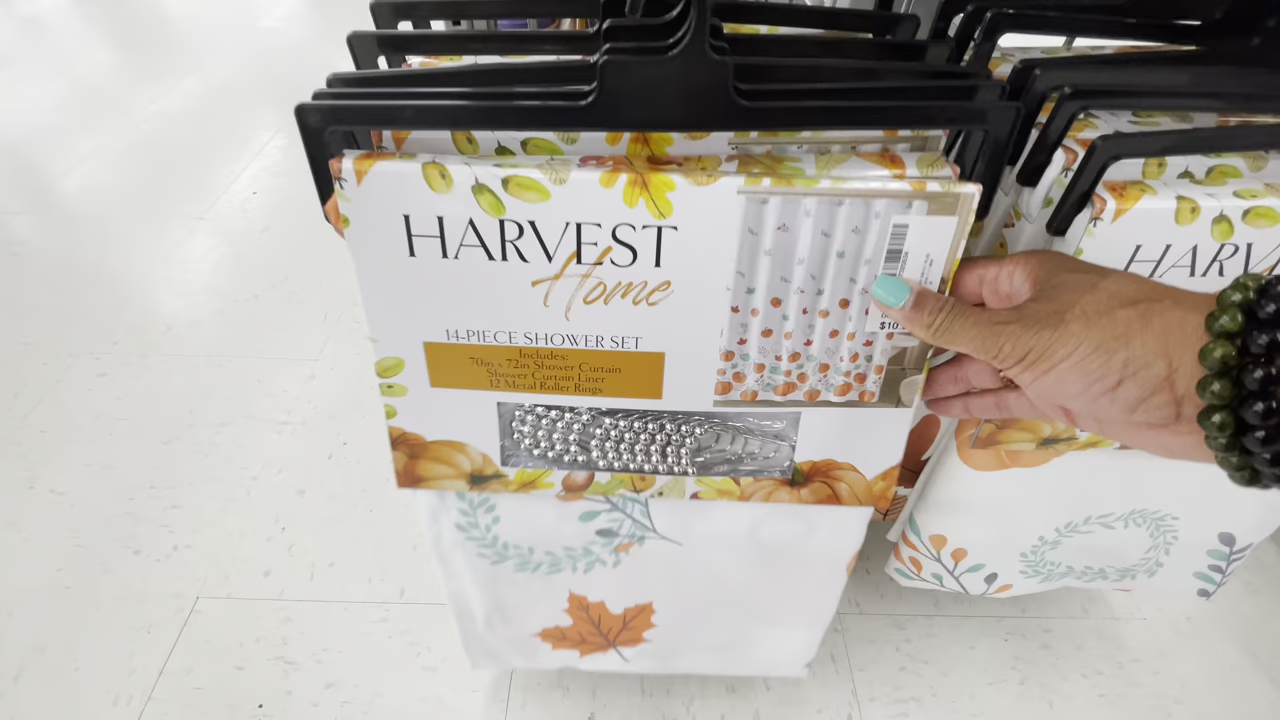 HARVEST
Home
14-PIECE SHOWER SET
Includes:
70in x 72in Shower Curtain
Shower Curtain Liner
12 Metal Roller Rings
$10.
HARV